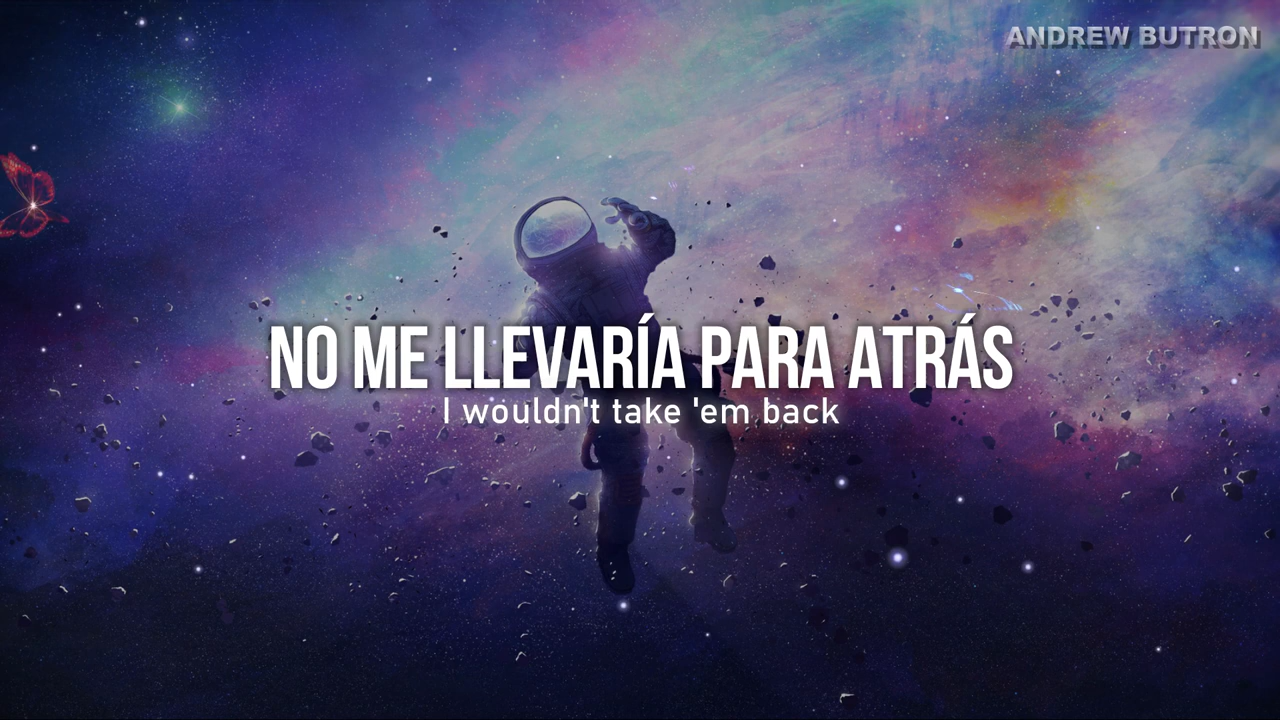 ANDREW BUTRON
NO ME LLEVARÍA PARA ATRÁS
I wouldn't take 'em back